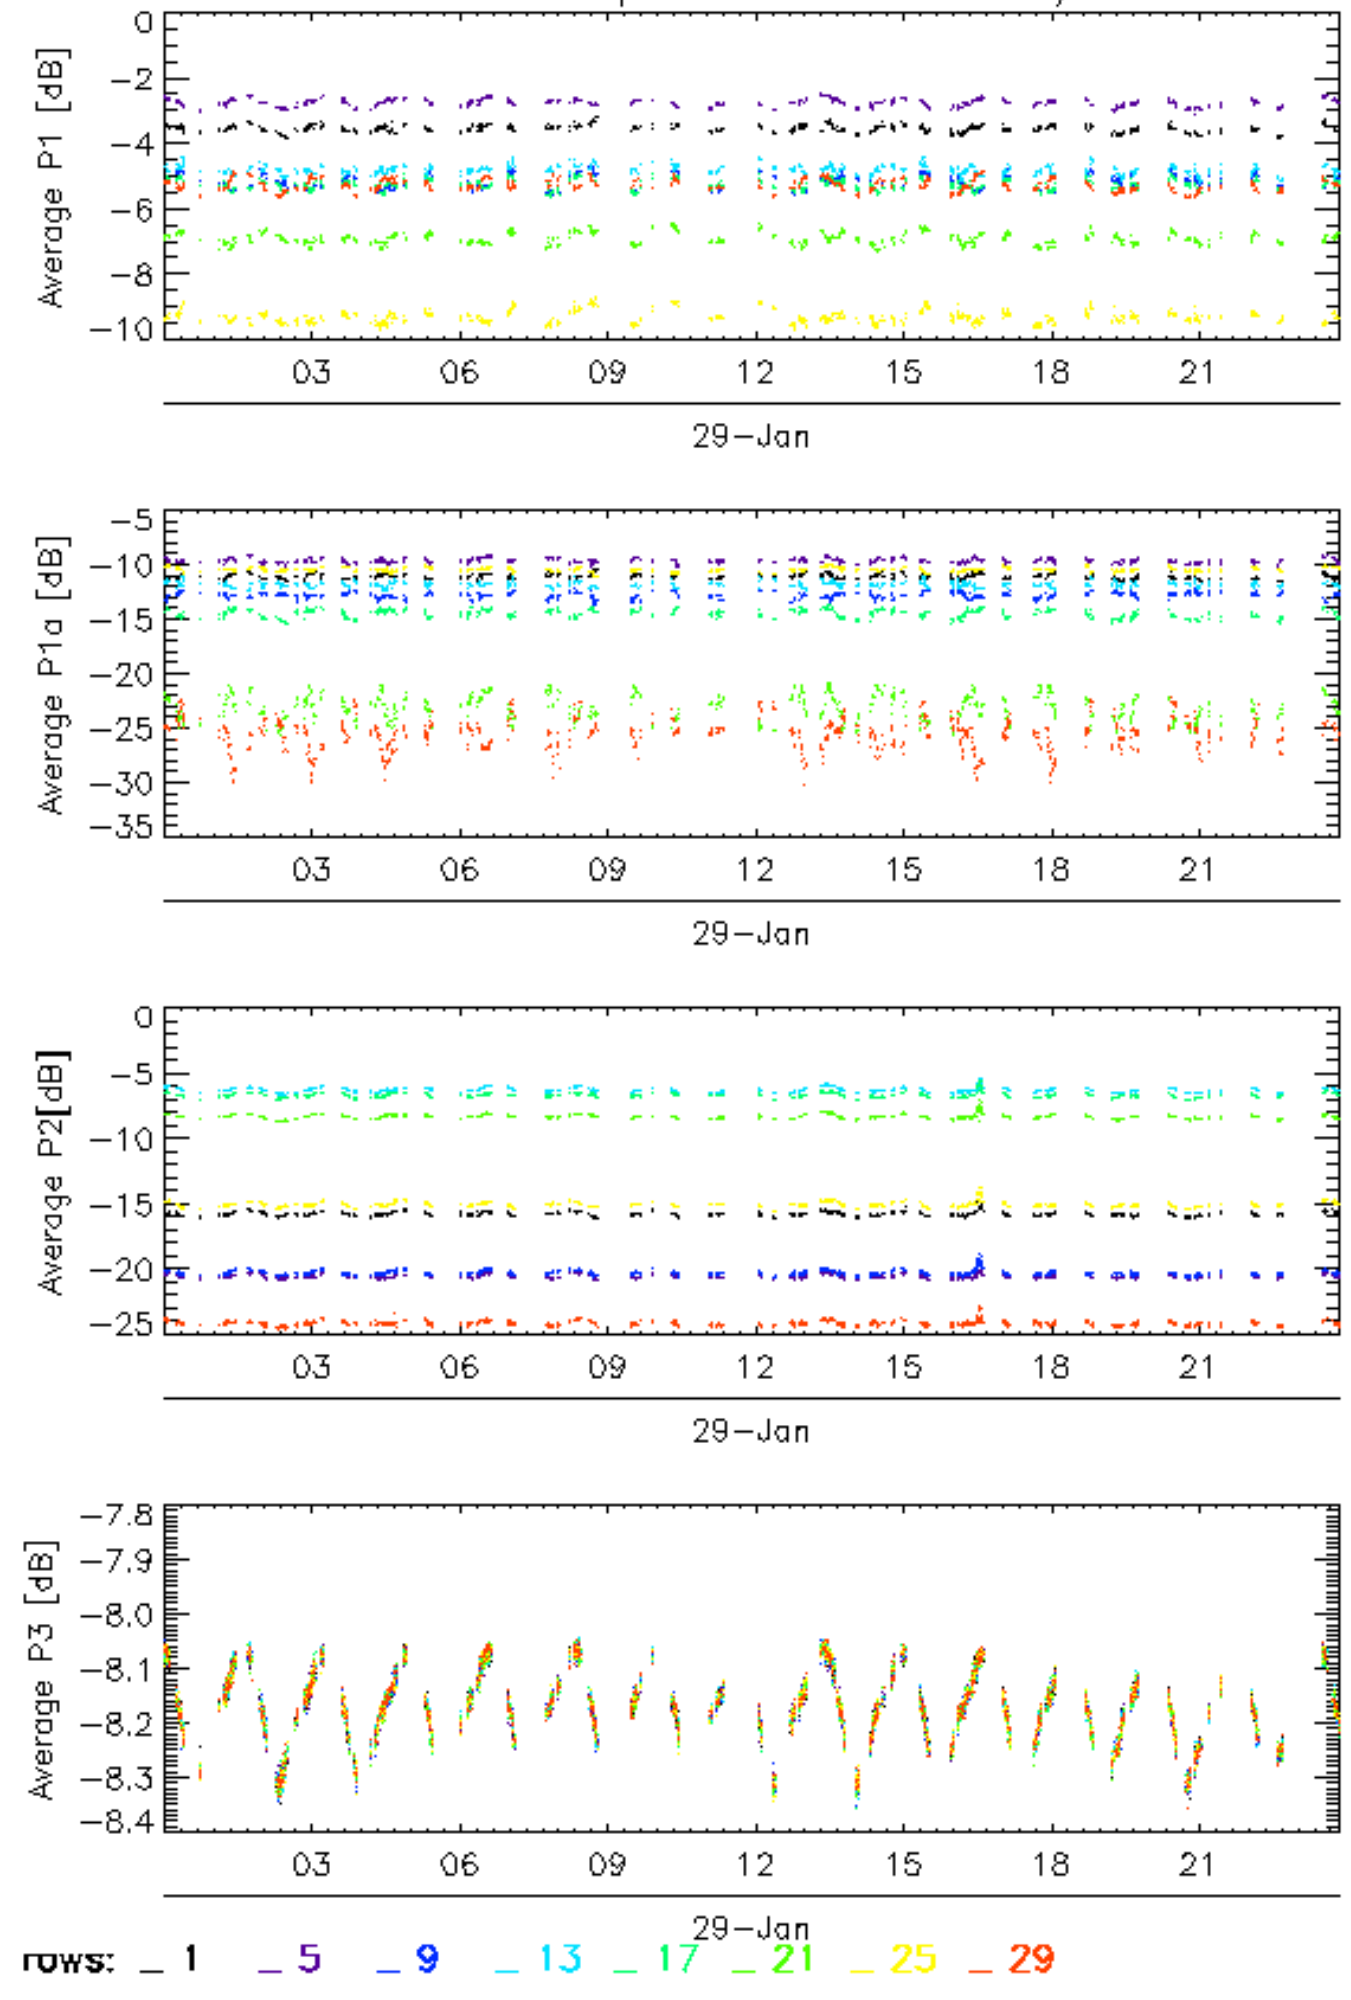 0
−2
−4
−6
−8
−10
Average P1 [dB]
03 06 09 12 15 18 21
29−Jan
−5
−10
−15
−20
−25
−30
−35
Average P1a [dB]
03 06 09 12 15 18 21
29−Jan
0
−5
−10
−15
−20
−25
Average P2[dB]
03 06 09 12 15 18 21
29−Jan
−7.8
−7.9
−8.0
−8.1
−8.2
−8.3
−8.4
Average P3 [dB]
03 06 09 12 15 18 21
29−Jan
rows: _ 1 _ 5 _ 9 _ 13 _ 17 _ 21 _ 25 _ 29